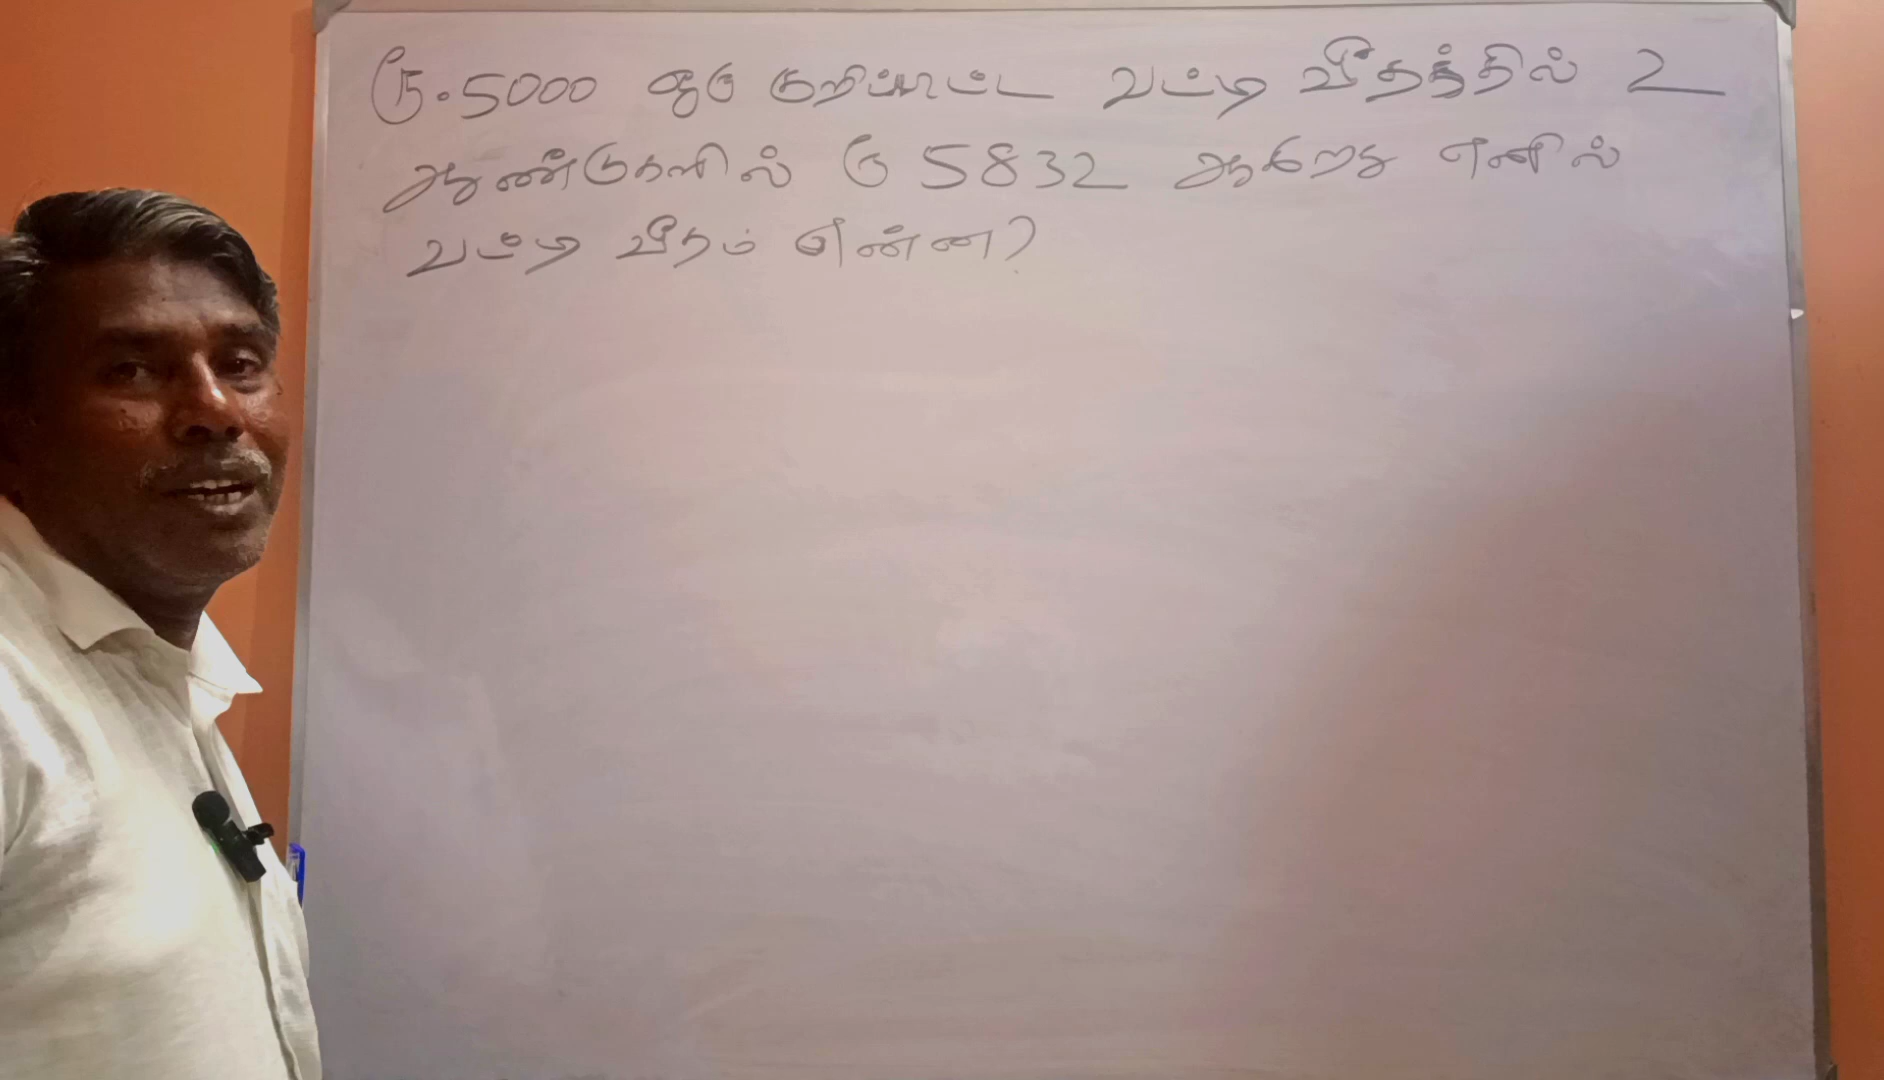 ரூ.5000 ஒரு குறிப்பிட்ட வட்டி வீதத்தில் 2
ஆண்டுகளில் ரூ 5832 ஆகிறது எனில்
வட்டி வீதம் என்ன?